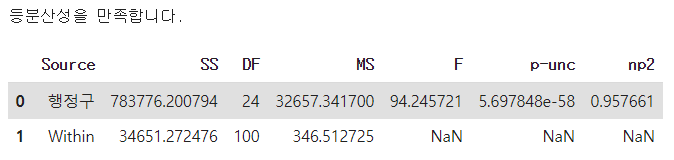 등분산성을 만족합니다.
Source SS DF MS F p-unc np2
0 행정구 783776.200794 24 32657.341700 94.245721 5.697848e-58 0.957661
1 Within 34651.272476 100 346.512725 NaN NaN NaN